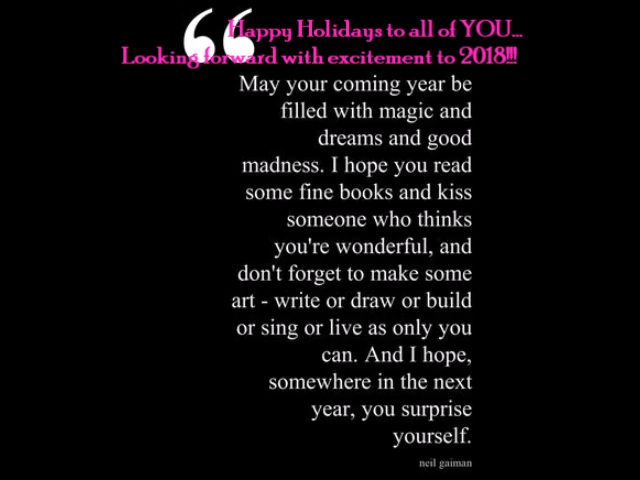 Happy Holidays to all of YOU...
Looking forward with excitement to 2018!!!
May your coming year be
filled with magic and
dreams and good
madness. I hope you read
some fine books and kiss
someone who thinks
you're wonderful, and
don't forget to make some
art - write or draw or build
or sing or live as only you
can. And I hope,
somewhere in the next
year, you surprise
yourself.
neil gaiman